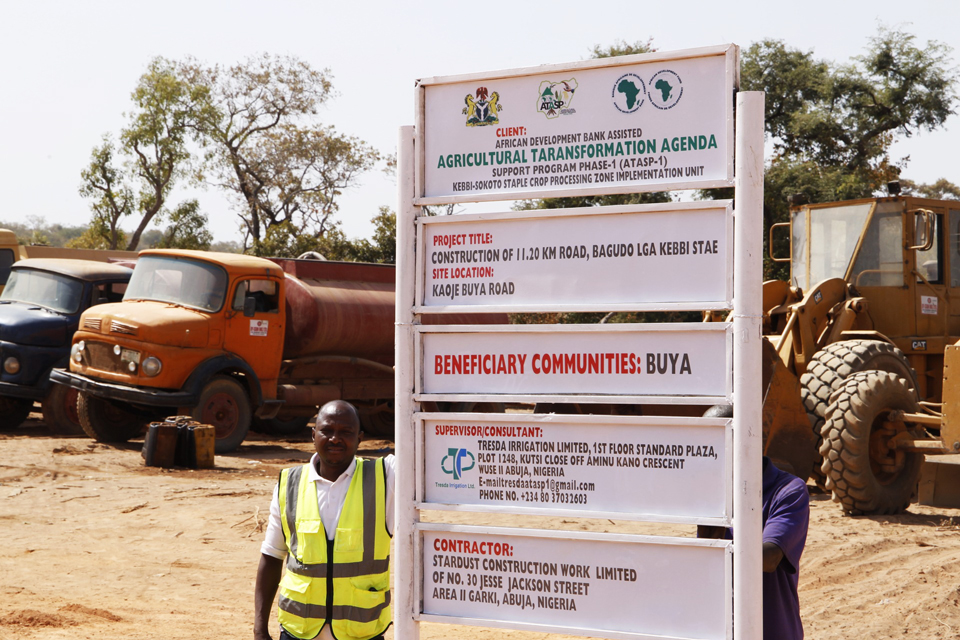 ATASP
CLIENT:
AFRICAN DEVELOPMENT BANK ASSISTED
AGRICULTURAL TARANSFORMATION AGENDA
SUPPORT PROGRAM PHASE-1 (ATASP-1)
KEBBI-SOKOTO STAPLE CROP PROCESSING ZONE IMPLEMENTATION UNIT
PROJECT TITLE:
CONSTRUCTION OF 11.20 KM ROAD, BAGUDO LGA KEBBI STAE
SITE LOCATION:
KAOJE BUYA ROAD
BENEFICIARY COMMUNITIES: BUYA
SUPERVISOR/CONSULTANT:
TRESDA IRRIGATION LIMITED, 1ST FLOOR STANDARD PLAZA,
PLOT 1248, KUTSI CLOSE OFF AMINU KANO CRESCENT
WUSE II ABUJA, NIGERIA
E-mailtresdaatasp1@gmail.com
PHONE NO. +234 80 37032603
Tresda Irrigation Ltd.
CONTRACTOR:
STARDUST CONSTRUCTION WORK LIMITED
OF NO. 30 JESSE JACKSON STREET
AREA II GARKI, ABUJA, NIGERIA
CAT